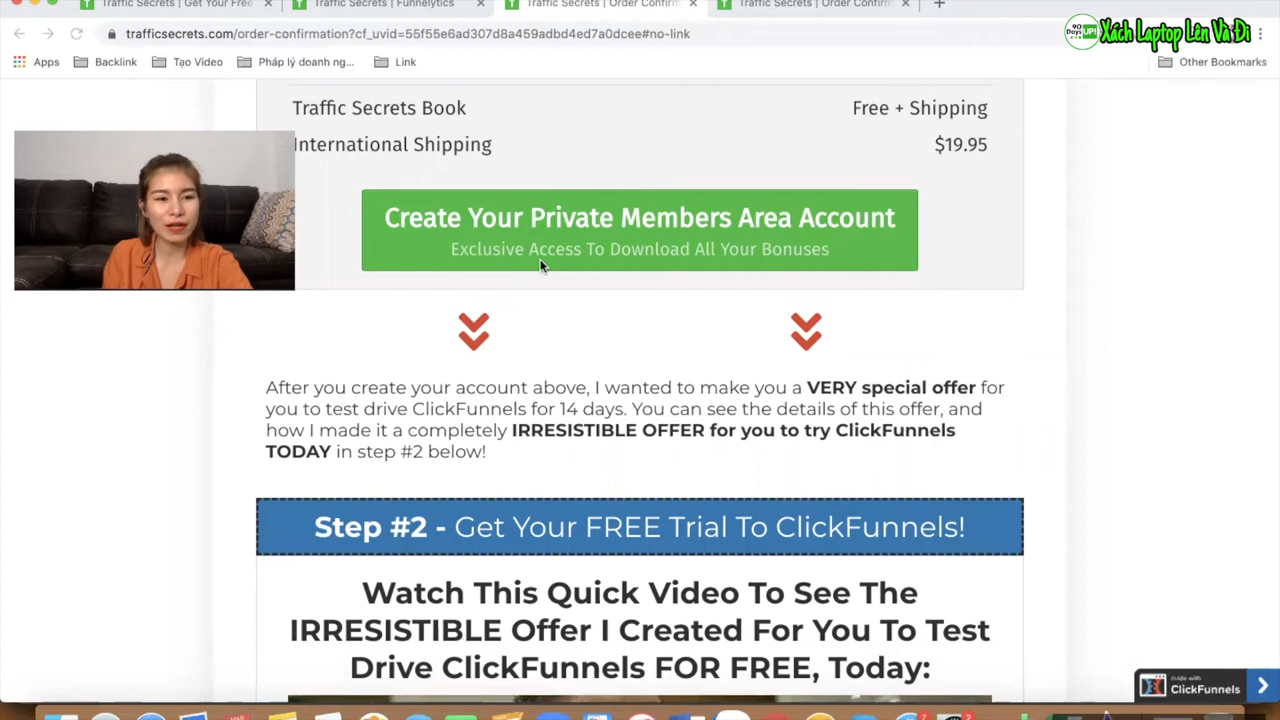 Traffic Secrets | Get Your Free
Traffic Secrets | Funnelytics
Traffic Secrets | Order Confirm
Traffic Secrets | Order Confirm
trafficsecrets.com/order-confirmation?cf_uvid=55f55e6ad307d8a459adbd4ed7a0dcee#no-link
90 Days UP!
Xách Laptop Lên Và Đi
Apps
Backlink
Tạo Video
Pháp lý doanh ng...
Link
Other Bookmarks
Traffic Secrets Book Free + Shipping
International Shipping $19.95
Create Your Private Members Area Account
Exclusive Access To Download All Your Bonuses
After you create your account above, I wanted to make you a VERY special offer for
you to test drive ClickFunnels for 14 days. You can see the details of this offer, and
how I made it a completely IRRESISTIBLE OFFER for you to try ClickFunnels
TODAY in step #2 below!
Step #2 - Get Your FREE Trial To ClickFunnels!
Watch This Quick Video To See The
IRRESISTIBLE Offer I Created For You To Test
Drive ClickFunnels FOR FREE, Today:
made with
ClickFunnels